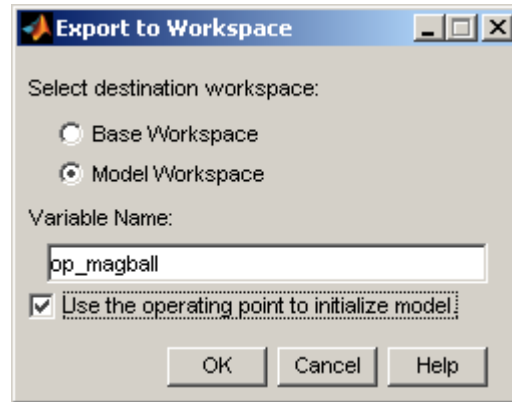 Export to Workspace
Select destination workspace:
Base Workspace
Model Workspace
Variable Name:
op_magball
Use the operating point to initialize model.
OK Cancel Help